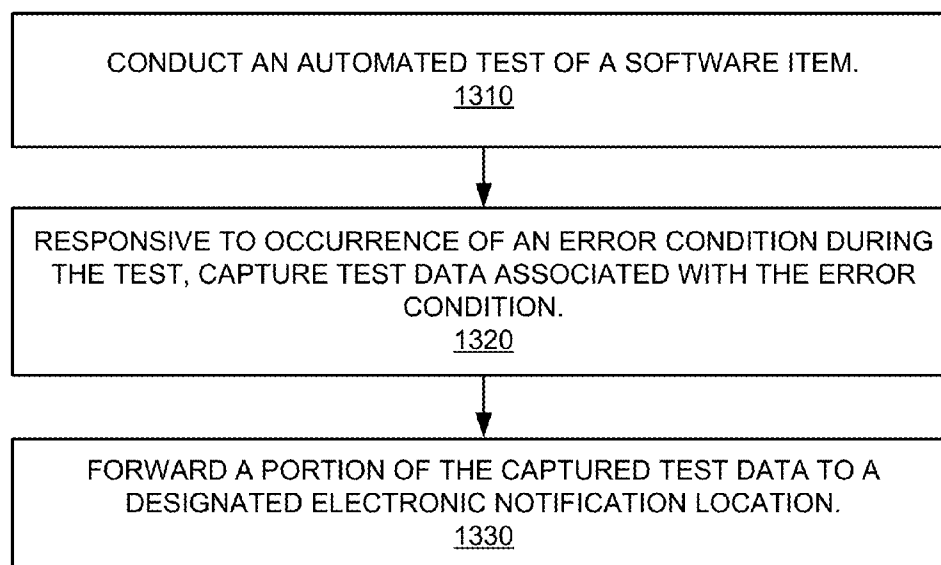 CONDUCT AN AUTOMATED TEST OF A SOFTWARE ITEM.
1310
RESPONSIVE TO OCCURRENCE OF AN ERROR CONDITION DURING
THE TEST, CAPTURE TEST DATA ASSOCIATED WITH THE ERROR
CONDITION.
1320
FORWARD A PORTION OF THE CAPTURED TEST DATA TO A
DESIGNATED ELECTRONIC NOTIFICATION LOCATION.
1330